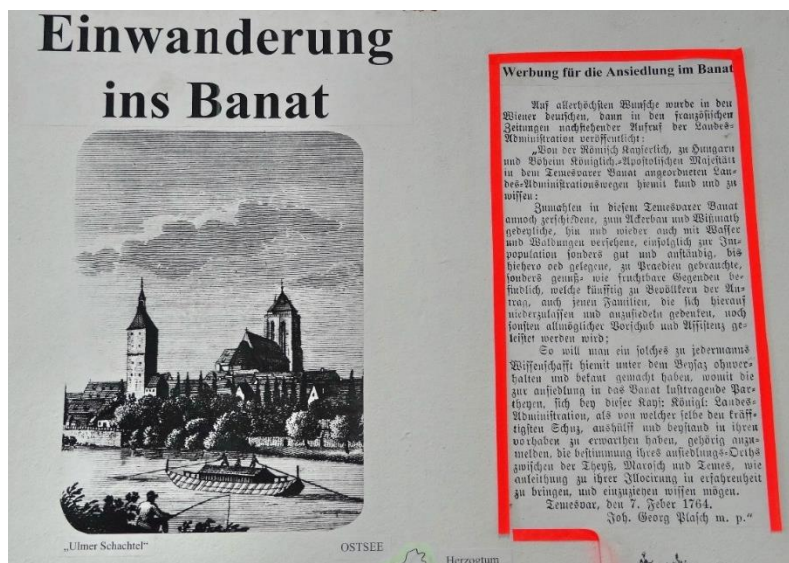 Einwanderung
ins Banat
„Ulmer Schachtel“
OSTSEE
Herzogtum
Werbung für die Ansiedlung im Banat
Auf allerhöchsten Wunsche wurde in den
Wiener deutschen, dann in den französischen
Zeitungen nachstehender Aufruf der Landes-
Administration veröffentlicht:
„Von der Römisch Kayserlich, zu Hungarn
und Böheim Königlich,-Apostolischen Majestäit
in dem Temesvarer Banat angeordneten Lan-
des-Administrationswegen hiemit kund und zu
wissen:
Zumahlen in diesem Temesvarer Banat
annoch zerschidene, zum Ackerbau und Wißmath
gedeyliche, hin und wieder auch mit Wasser
und Waldungen versehene, einfolglich zur Im-
population sonders gut und anständig, bis
hiehero oed gelegene, zu Praedien gebrauchte,
sonders genuß- wie fruchtbare Gegenden be-
findlich, welche künfftig zu Bevölkern der An-
trag, auch jenen Familien, die sich hierauf
niederzulassen und anzusiedeln gedenken, noch
sonsten allmöglicher Vorschub und Assistenz ge-
leistet werden wird;
So will man ein solches zu jedermanns
Wissenschafft hiemit unter dem Beysaz ohnver-
halten und bekant gemacht haben, womit die
zur ansiedlung in das Banat lusttragende Par-
theyen, sich bey dieser Kays: Königl: Landes-
Administration, als von welcher selbe den kräff-
tigsten Schuz, aushülff und beystand in ihren
vorhaben zu erwarthen haben, gehörig anzu-
melden, die bestimmung ihres ansiedlungs-Orths
zwischen der Theyß, Marosch und Temes, wie
anleithung zu ihrer Illocirung in erfahrenheit
zu bringen, und einzuziehen wissen mögen.
Temesvar, den 7. Feber 1764.
Joh. Georg Plasch m. p.“